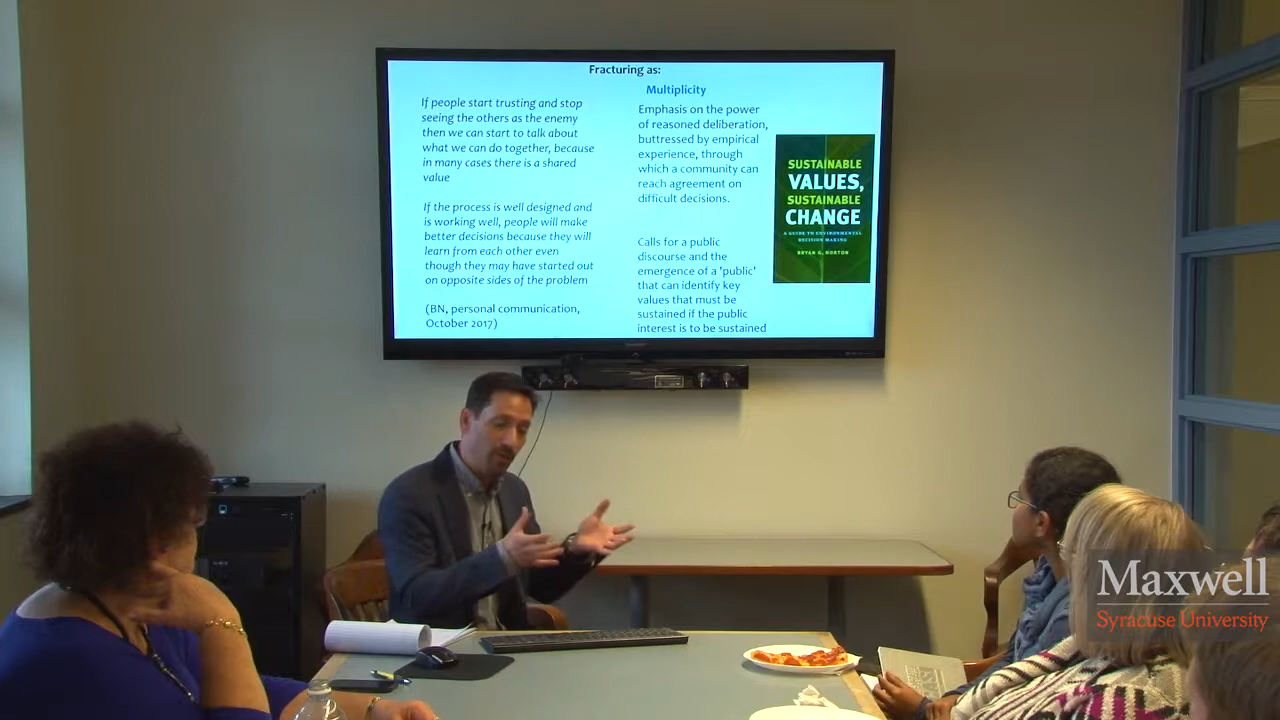 Fracturing as:
If people start trusting and stop
seeing the others as the enemy
then we can start to talk about
what we can do together, because
in many cases there is a shared
value
If the process is well designed and
is working well, people will make
better decisions because they will
learn from each other even
though they may have started out
on opposite sides of the problem
(BN, personal communication,
October 2017)
Multiplicity
Emphasis on the power
of reasoned deliberation,
buttressed by empirical
experience, through
which a community can
reach agreement on
difficult decisions.
Calls for a public
discourse and the
emergence of a 'public'
that can identify key
values that must be
sustained if the public
interest is to be sustained
SUSTAINABLE
VALUES,
SUSTAINABLE
CHANGE
A GUIDE TO ENVIRONMENTAL
DECISION MAKING
BRYAN G. NORTON
Maxwell
Syracuse University